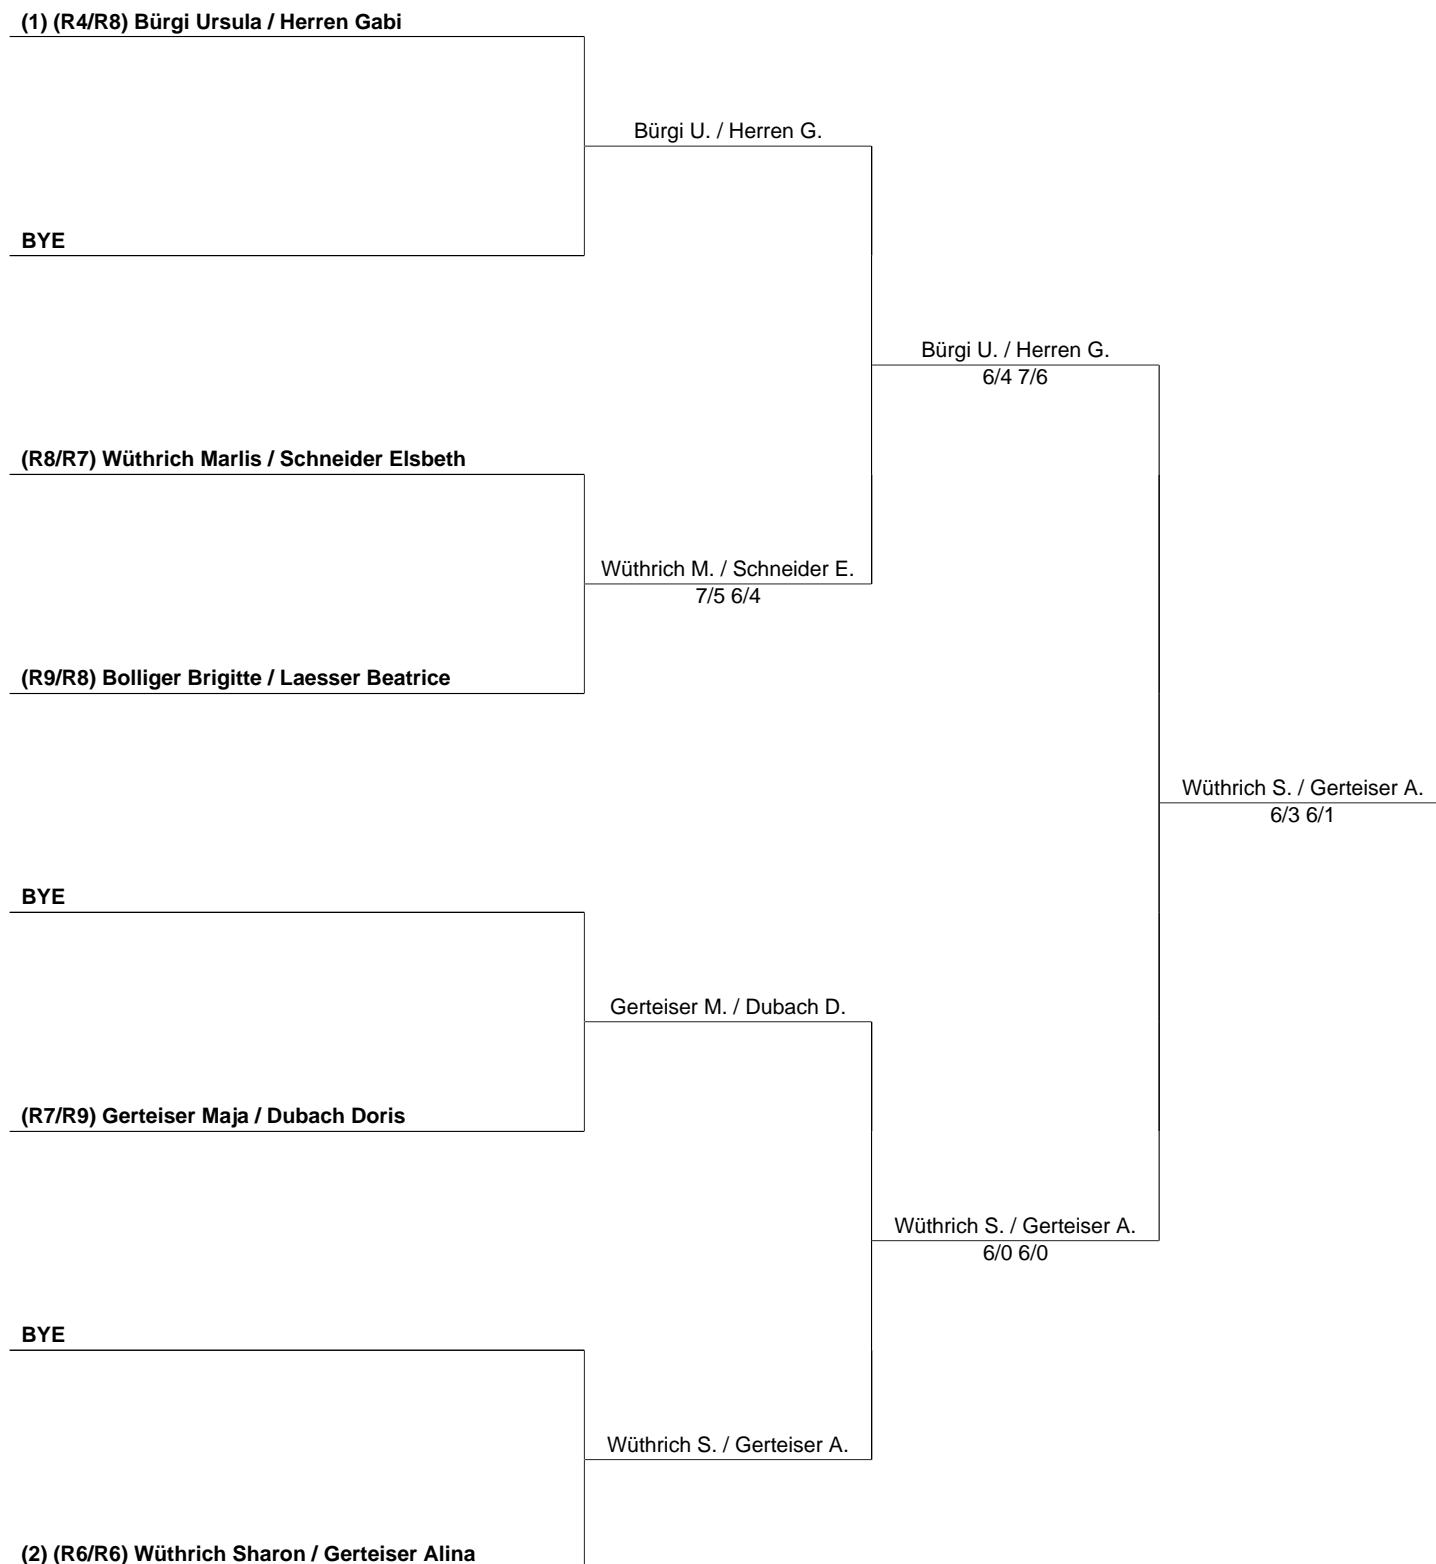 (1) (R4/R8) Bürgi Ursula / Herren Gabi
Bürgi U. / Herren G.
BYE
Bürgi U. / Herren G.
6/4 7/6
(R8/R7) Wüthrich Marlis / Schneider Elsbeth
Wüthrich M. / Schneider E.
7/5 6/4
(R9/R8) Bolliger Brigitte / Laesser Beatrice
Wüthrich S. / Gerteiser A.
6/3 6/1
BYE
Gerteiser M. / Dubach D.
(R7/R9) Gerteiser Maja / Dubach Doris
Wüthrich S. / Gerteiser A.
6/0 6/0
BYE
Wüthrich S. / Gerteiser A.
(2) (R6/R6) Wüthrich Sharon / Gerteiser Alina